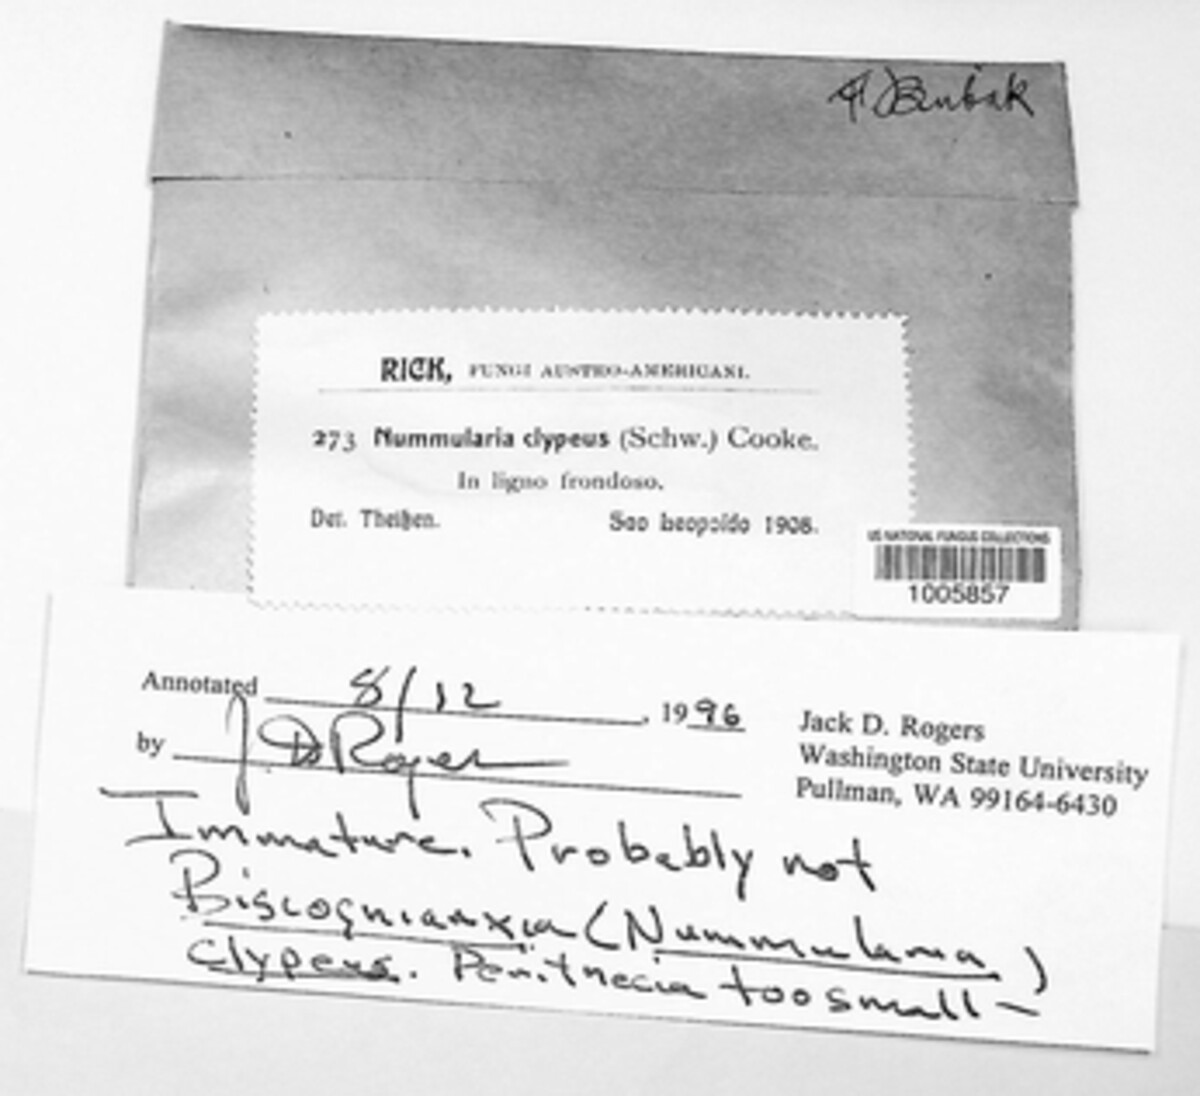 Bubák
RICK, FUNGI AUSTRO-AMERICANI.
273 Nummularia clypeus (Schw.) Cooke.
In ligno frondoso.
Det. Theißen. Sao Leopoldo 1908.
US NATIONAL FUNGUS COLLECTIONS
1005857
Annotated 8/12, 1996
by J. D. Rogers
Jack D. Rogers
Washington State University
Pullman, WA 99164-6430
Immature. Probably not
Biscogniauxia (Nummularia)
clypeus. Perithecia too small –